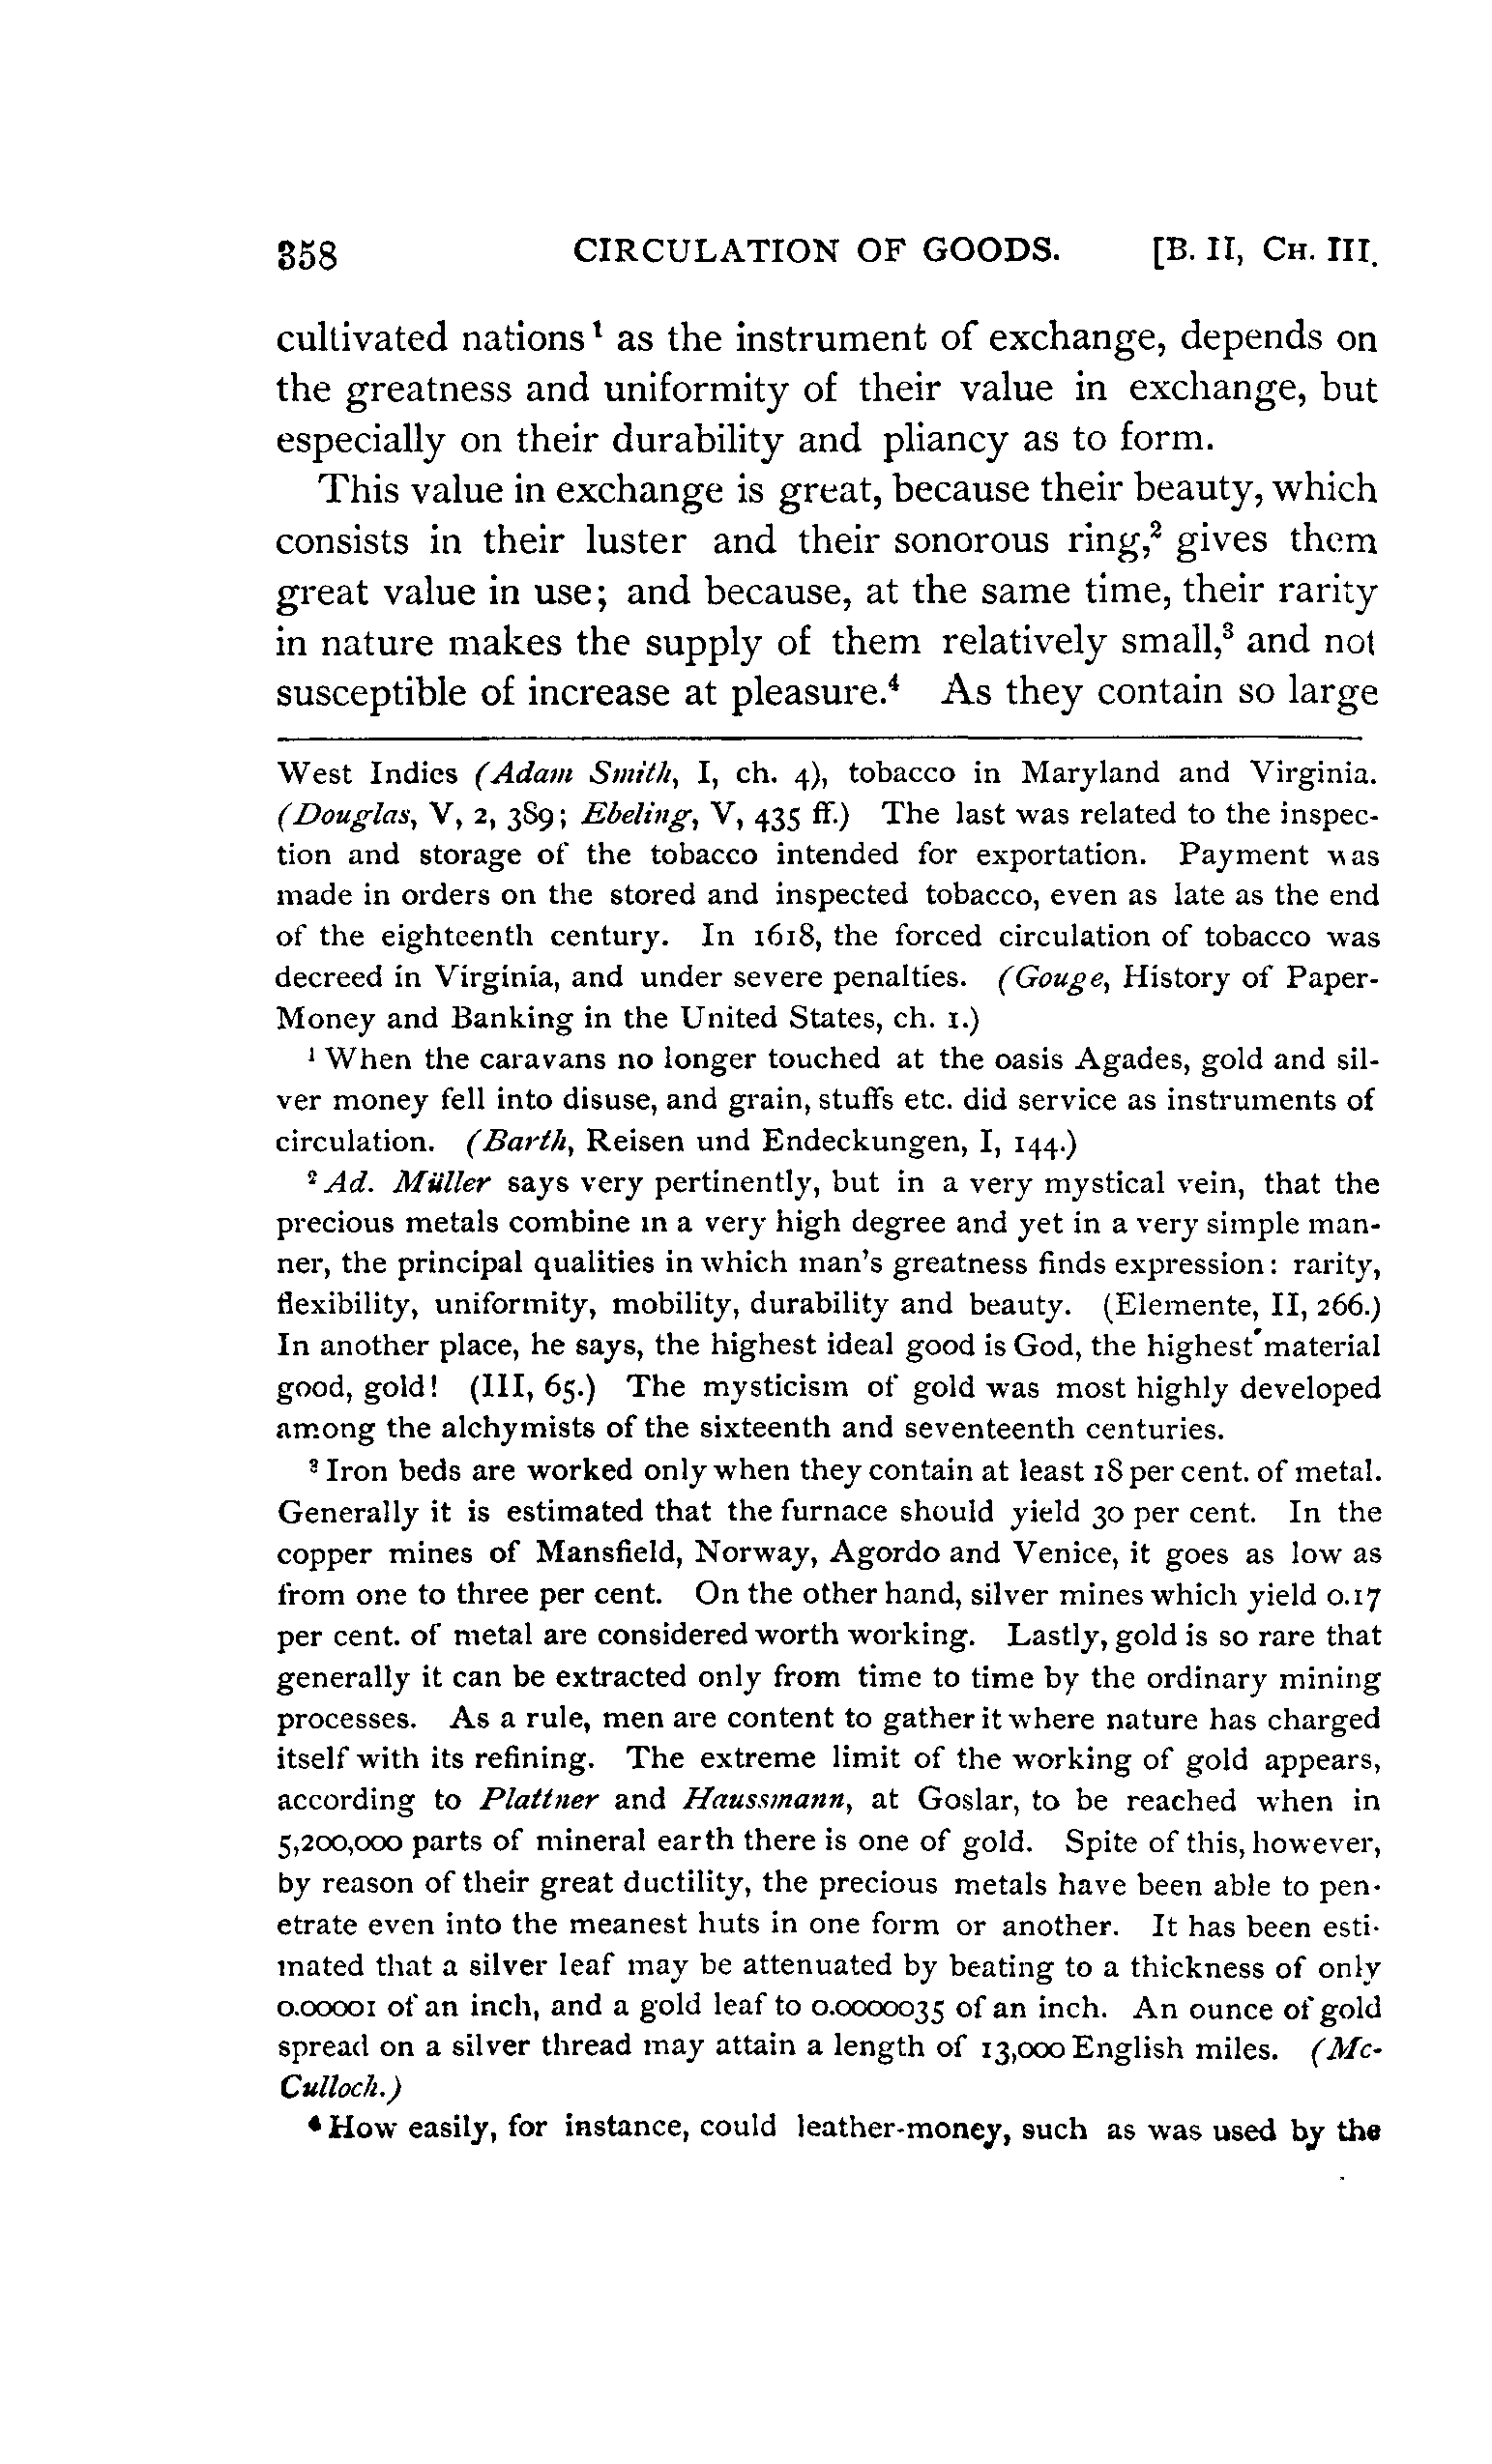 358 CIRCULATION OF GOODS. [B. II, CH. III.
cultivated nations¹ as the instrument of exchange, depends on
the greatness and uniformity of their value in exchange, but
especially on their durability and pliancy as to form.
This value in exchange is great, because their beauty, which
consists in their luster and their sonorous ring,² gives them
great value in use; and because, at the same time, their rarity
in nature makes the supply of them relatively small,³ and not
susceptible of increase at pleasure.⁴ As they contain so large
West Indies (Adam Smith, I, ch. 4), tobacco in Maryland and Virginia.
(Douglas, V, 2, 389; Ebeling, V, 435 ff.) The last was related to the inspec-
tion and storage of the tobacco intended for exportation. Payment was
made in orders on the stored and inspected tobacco, even as late as the end
of the eighteenth century. In 1618, the forced circulation of tobacco was
decreed in Virginia, and under severe penalties. (Gouge, History of Paper-
Money and Banking in the United States, ch. 1.)
¹ When the caravans no longer touched at the oasis Agades, gold and sil-
ver money fell into disuse, and grain, stuffs etc. did service as instruments of
circulation. (Barth, Reisen und Endeckungen, I, 144.)
² Ad. Müller says very pertinently, but in a very mystical vein, that the
precious metals combine in a very high degree and yet in a very simple man-
ner, the principal qualities in which man's greatness finds expression: rarity,
flexibility, uniformity, mobility, durability and beauty. (Elemente, II, 266.)
In another place, he says, the highest ideal good is God, the highest material
good, gold! (III, 65.) The mysticism of gold was most highly developed
among the alchymists of the sixteenth and seventeenth centuries.
³ Iron beds are worked only when they contain at least 18 per cent. of metal.
Generally it is estimated that the furnace should yield 30 per cent. In the
copper mines of Mansfield, Norway, Agordo and Venice, it goes as low as
from one to three per cent. On the other hand, silver mines which yield 0.17
per cent. of metal are considered worth working. Lastly, gold is so rare that
generally it can be extracted only from time to time by the ordinary mining
processes. As a rule, men are content to gather it where nature has charged
itself with its refining. The extreme limit of the working of gold appears,
according to Plattner and Haussmann, at Goslar, to be reached when in
5,200,000 parts of mineral earth there is one of gold. Spite of this, however,
by reason of their great ductility, the precious metals have been able to pen-
etrate even into the meanest huts in one form or another. It has been esti-
mated that a silver leaf may be attenuated by beating to a thickness of only
0.00001 of an inch, and a gold leaf to 0.0000035 of an inch. An ounce of gold
spread on a silver thread may attain a length of 13,000 English miles. (Mc-
Culloch.)
⁴ How easily, for instance, could leather-money, such as was used by the